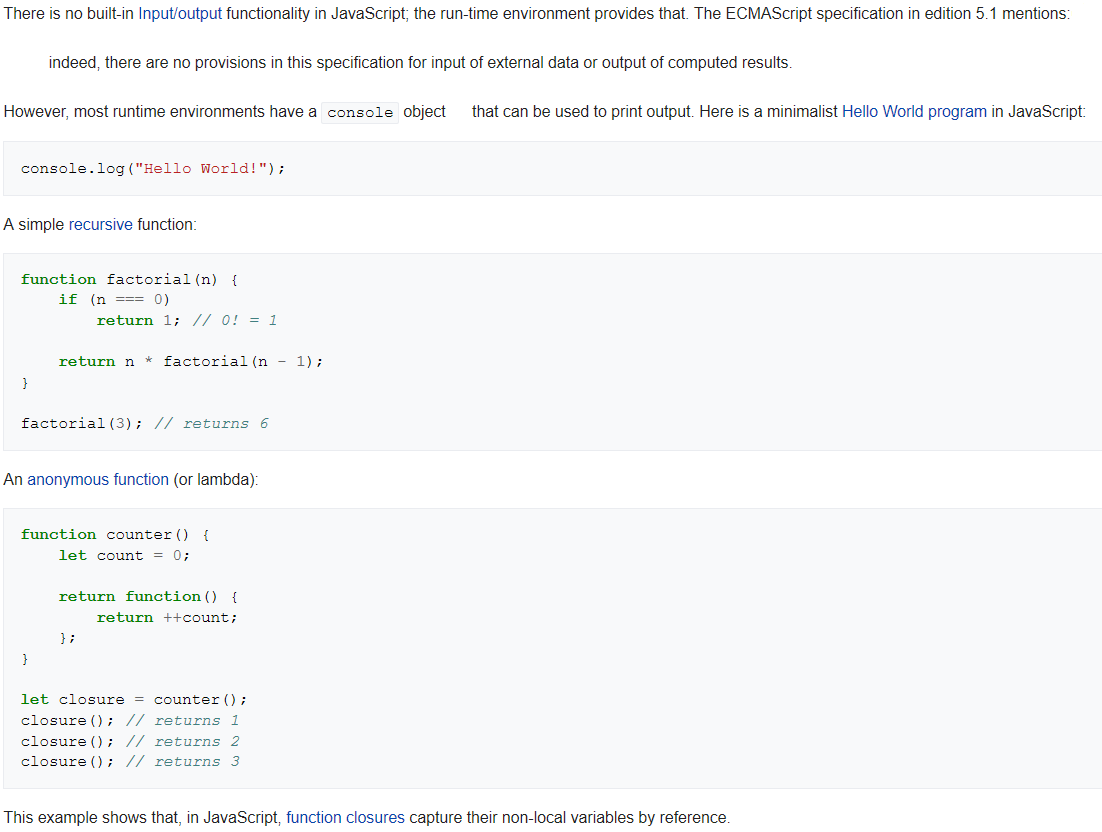 There is no built-in Input/output functionality in JavaScript; the run-time environment provides that. The ECMAScript specification in edition 5.1 mentions:
indeed, there are no provisions in this specification for input of external data or output of computed results.
However, most runtime environments have a console object that can be used to print output. Here is a minimalist Hello World program in JavaScript:
console.log("Hello World!");
A simple recursive function:
function factorial(n) {
    if (n === 0)
        return 1; // 0! = 1

    return n * factorial(n - 1);
}

factorial(3); // returns 6
An anonymous function (or lambda):
function counter() {
    let count = 0;

    return function() {
        return ++count;
    };
}

let closure = counter();
closure(); // returns 1
closure(); // returns 2
closure(); // returns 3
This example shows that, in JavaScript, function closures capture their non-local variables by reference.